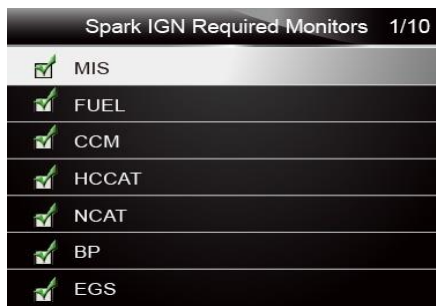 Spark IGN Required Monitors 1/10
MIS
FUEL
CCM
HCCAT
NCAT
BP
EGS